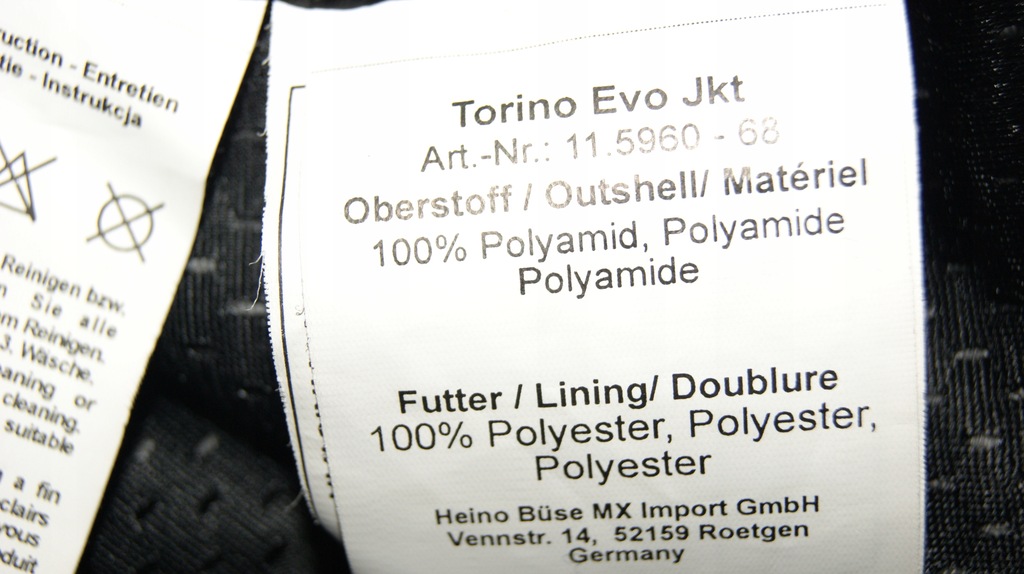 uction - Entretien
tie - Instrukcja
Reinigen bzw.
n Sie alle
m Reinigen.
3. Wäsche.
aning or
cleaning.
suitable
a fin
clairs
vous
duit
Torino Evo Jkt
Art.-Nr.: 11.5960 - 68
Oberstoff / Outshell/ Matériel
100% Polyamid, Polyamide
Polyamide
Futter / Lining/ Doublure
100% Polyester, Polyester,
Polyester
Heino Büse MX Import GmbH
Vennstr. 14, 52159 Roetgen
Germany